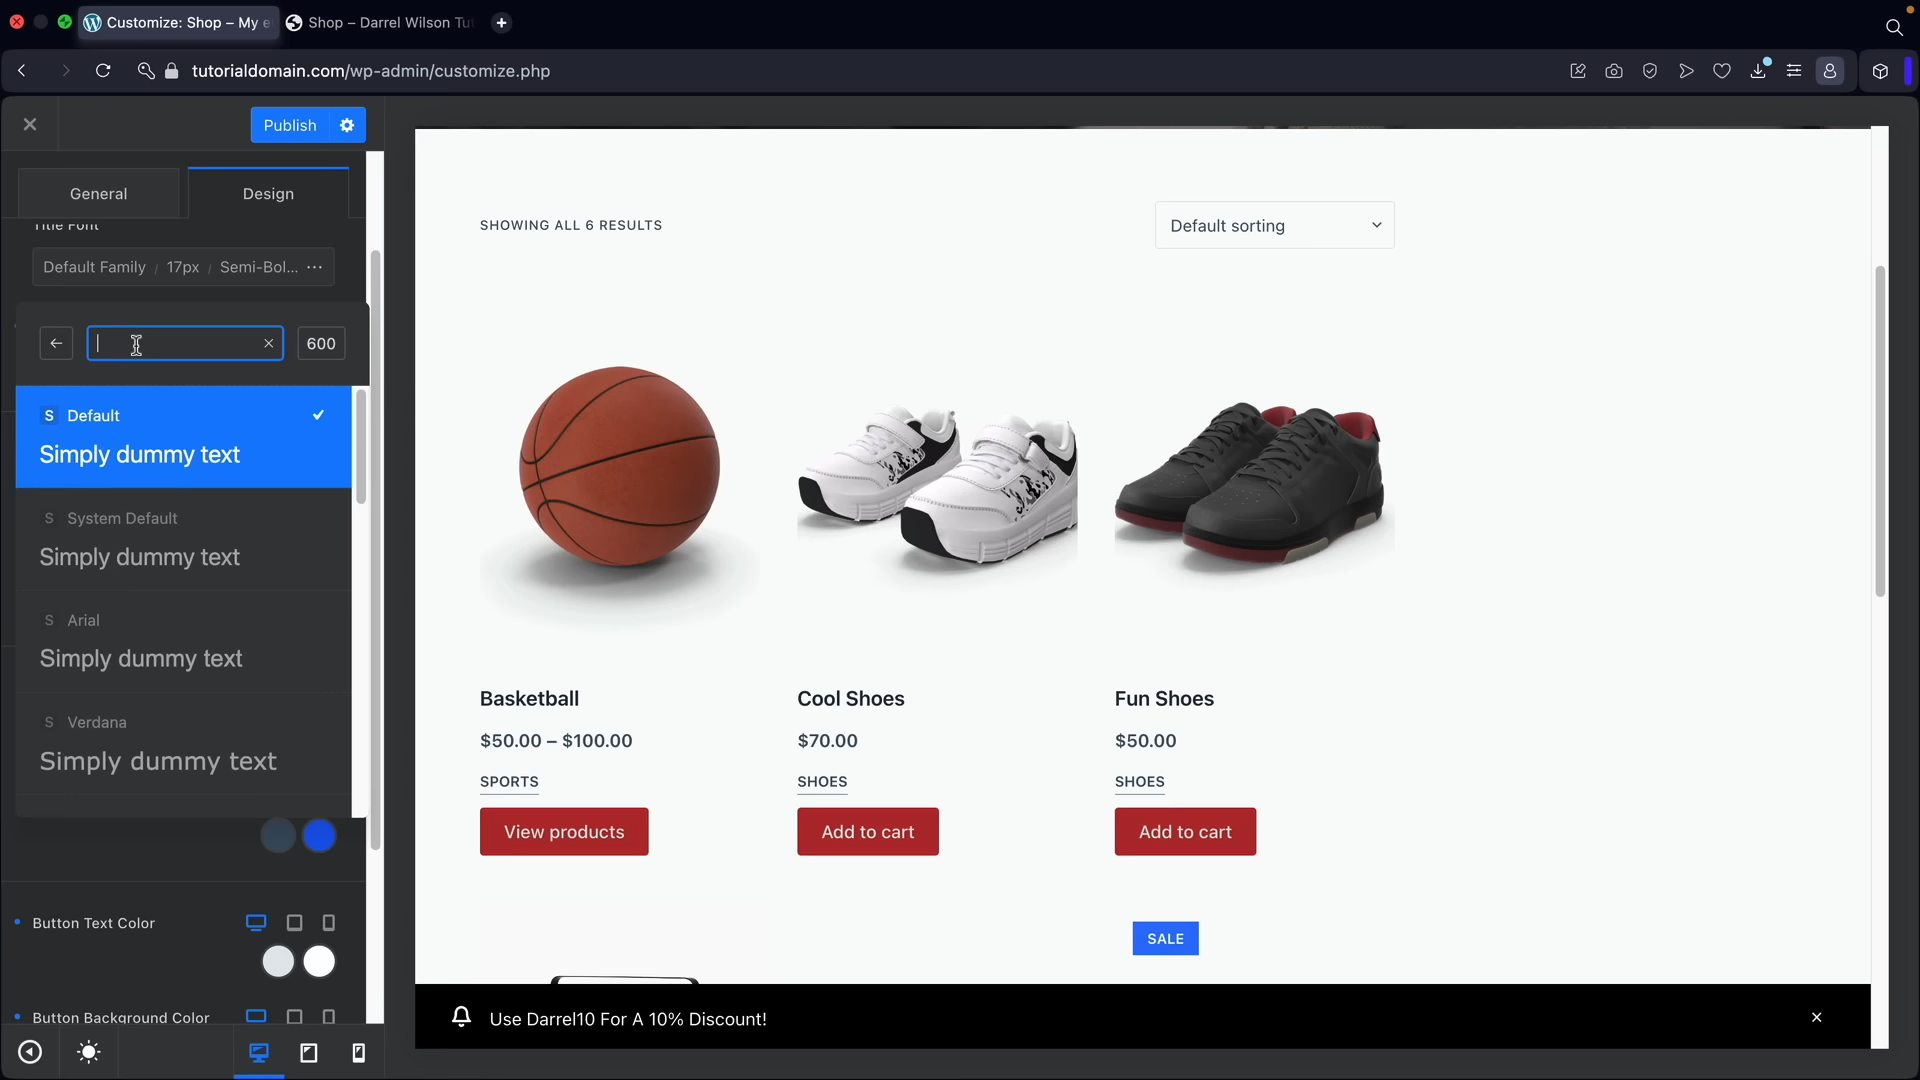 Customize: Shop – My e
Shop – Darrel Wilson Tut
tutorialdomain.com/wp-admin/customize.php
Publish
General
Design
Title Font
Default Family / 17px / Semi-Bol... ···
600
S Default
Simply dummy text
S System Default
Simply dummy text
S Arial
Simply dummy text
S Verdana
Simply dummy text
Button Text Color
Button Background Color
SHOWING ALL 6 RESULTS
Default sorting
Basketball
Cool Shoes
Fun Shoes
$50.00 – $100.00
$70.00
$50.00
SPORTS
SHOES
SHOES
View products
Add to cart
Add to cart
SALE
Use Darrel10 For A 10% Discount!